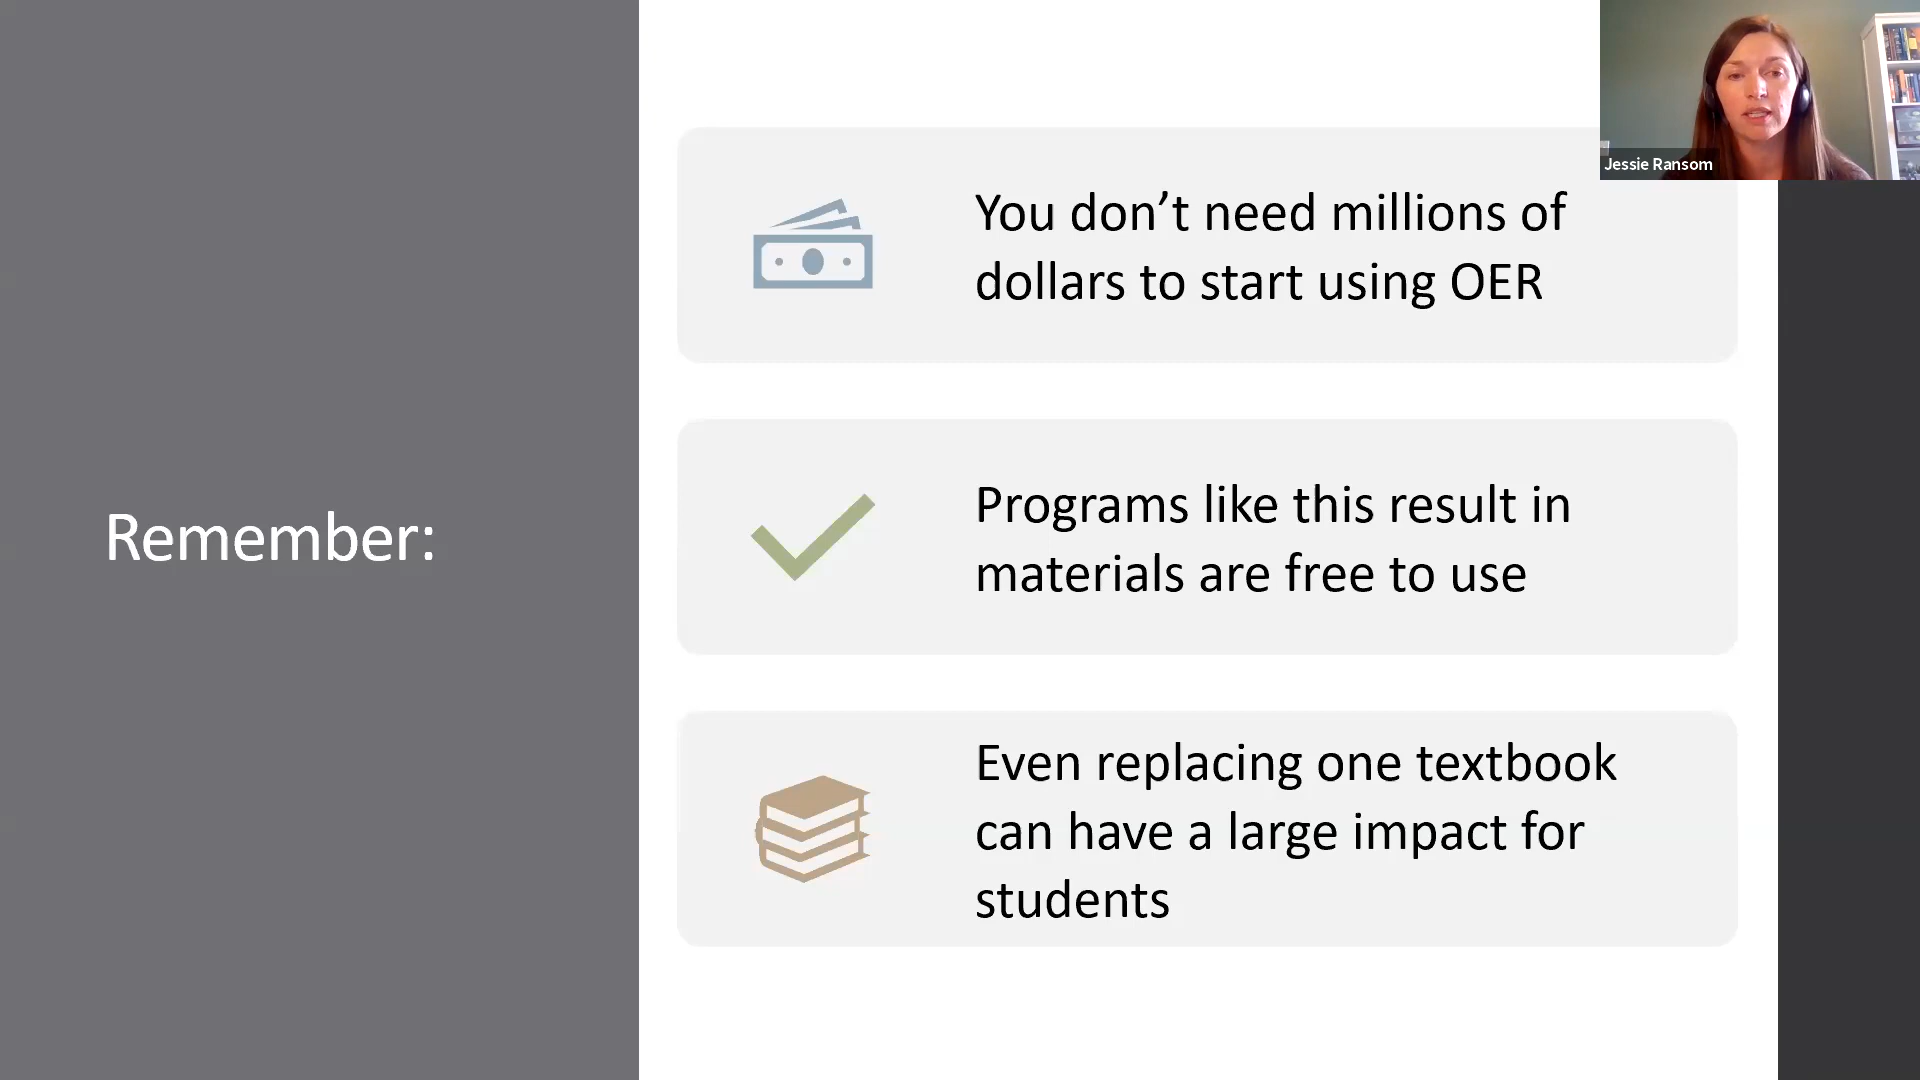 Jessie Ransom
Remember:
You don’t need millions of
dollars to start using OER
Programs like this result in
materials are free to use
Even replacing one textbook
can have a large impact for
students